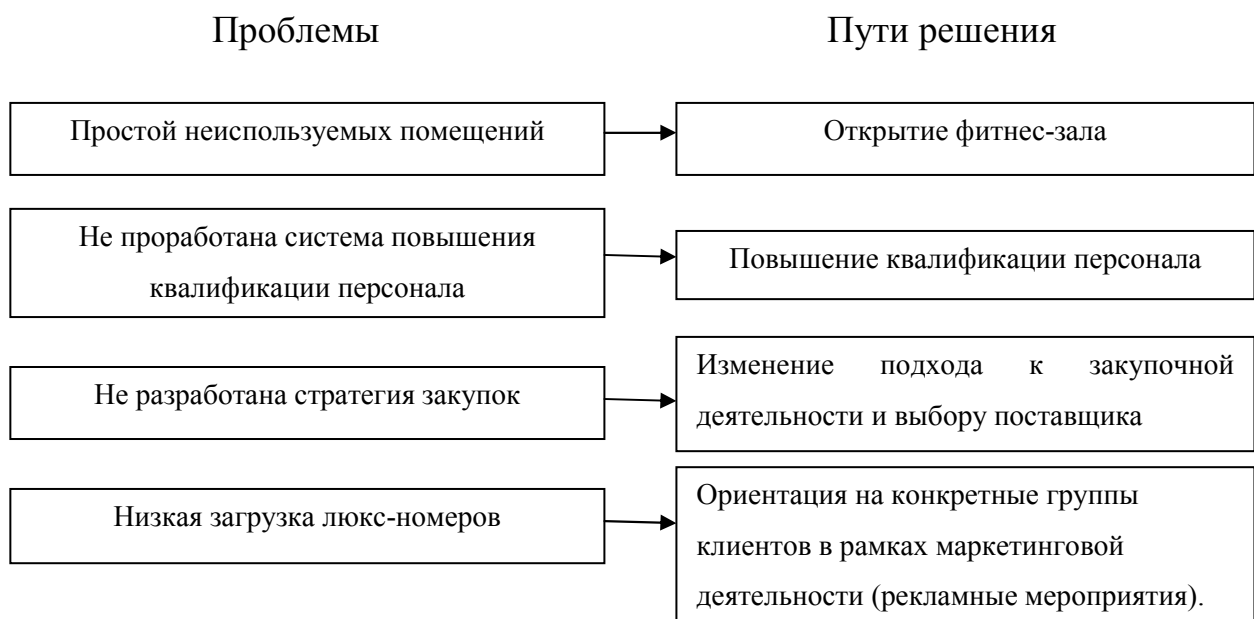 Проблемы
Пути решения
Простой неиспользуемых помещений
Открытие фитнес-зала
Не проработана система повышения
квалификации персонала
Повышение квалификации персонала
Не разработана стратегия закупок
Изменение подхода к закупочной
деятельности и выбору поставщика
Низкая загрузка люкс-номеров
Ориентация на конкретные группы
клиентов в рамках маркетинговой
деятельности (рекламные мероприятия).